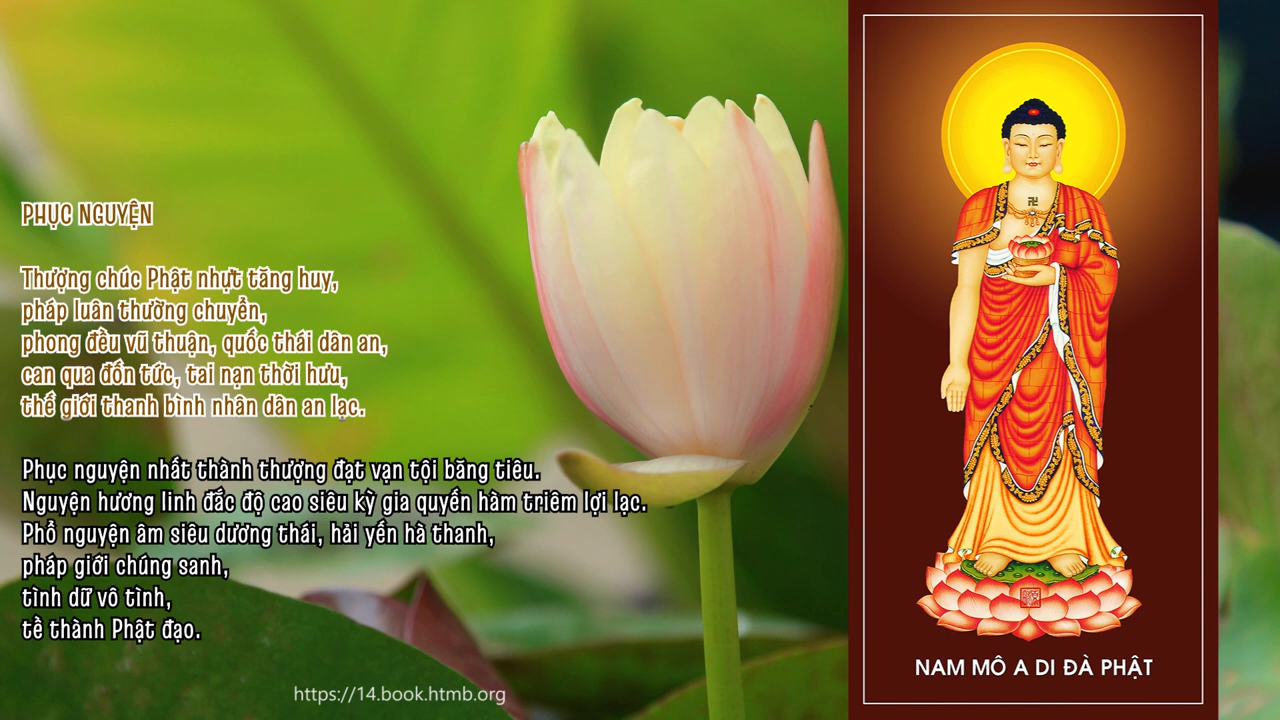 PHỤC NGUYỆN
Thượng chúc Phật nhựt tăng huy,
pháp luân thường chuyển,
phong đều vũ thuận, quốc thái dân an,
can qua đốn tức, tai nạn thời hưu,
thế giới thanh bình nhân dân an lạc.
Phục nguyện nhất thành thượng đạt vạn tội băng tiêu.
Nguyện hương linh đắc độ cao siêu kỳ gia quyến hàm triêm lợi lạc.
Phổ nguyện âm siêu dương thái, hải yến hà thanh,
pháp giới chúng sanh,
tình dữ vô tình,
tề thành Phật đạo.
https://14.book.htmb.org
卍
NAM MÔ A DI ĐÀ PHẬT